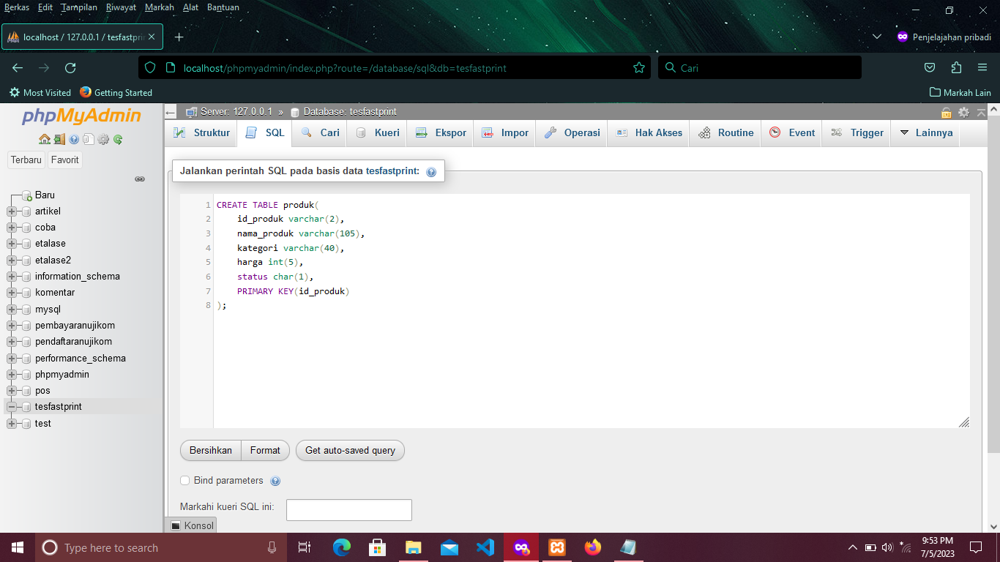 Berkas Edit Tampilan Riwayat Markah Alat Bantuan
localhost / 127.0.0.1 / tesfastprin
Penjelajahan pribadi
localhost/phpmyadmin/index.php?route=/database/sql&db=tesfastprint
Cari
Most Visited Getting Started
Markah Lain
phpMyAdmin
Terbaru Favorit
Baru
artikel
coba
etalase
etalase2
information_schema
komentar
mysql
pembayaranujikom
pendaftaranujikom
performance_schema
phpmyadmin
pos
tesfastprint
test
Server: 127.0.0.1 » Database: tesfastprint
Struktur SQL Cari Kueri Ekspor Impor Operasi Hak Akses Routine Event Trigger Lainnya
Jalankan perintah SQL pada basis data tesfastprint:
1 CREATE TABLE produk(
2 id_produk varchar(2),
3 nama_produk varchar(105),
4 kategori varchar(40),
5 harga int(5),
6 status char(1),
7 PRIMARY KEY(id_produk)
8 );
Bersihkan Format Get auto-saved query
Bind parameters
Markahi kueri SQL ini:
Konsol
Type here to search
9:53 PM
7/5/2023